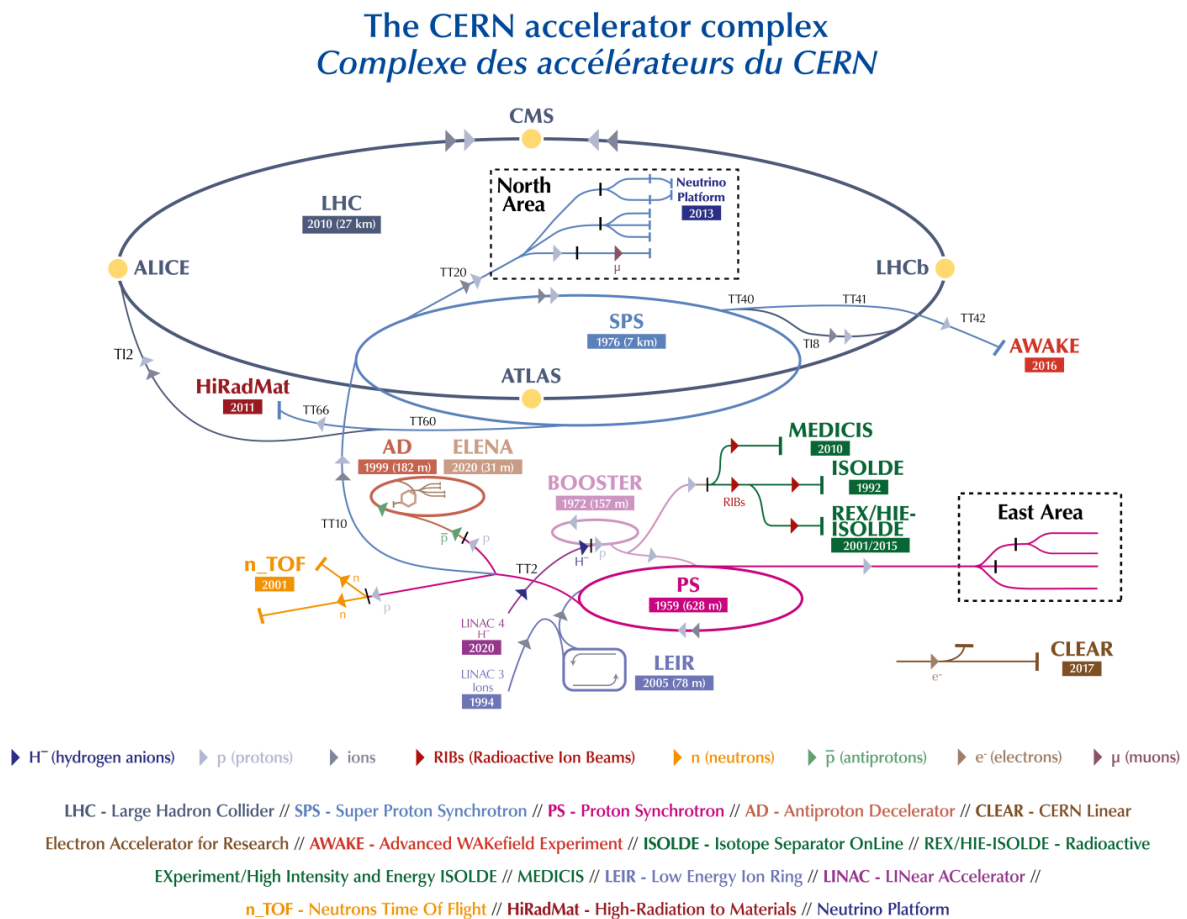 The CERN accelerator complex
Complexe des accélérateurs du CERN
CMS
North
Area
Neutrino
Platform
2013
LHC
2010 (27 km)
μ
ALICE
LHCb
TT20
TT40
TT41
TT42
SPS
1976 (7 km)
TI8
AWAKE
2016
TI2
ATLAS
HiRadMat
2011
TT66
TT60
AD
1999 (182 m)
ELENA
2020 (31 m)
MEDICIS
2010
BOOSTER
1972 (157 m)
ISOLDE
1992
RIBs
REX/HIE-
ISOLDE
2001/2015
East Area
TT10
p̅
p
H⁻
p
TT2
n_TOF
2001
n
n
p
PS
1959 (628 m)
LINAC 4
H⁻
2020
LINAC 3
Ions
1994
LEIR
2005 (78 m)
CLEAR
2017
e⁻
H⁻ (hydrogen anions)
p (protons)
ions
RIBs (Radioactive Ion Beams)
n (neutrons)
p̅ (antiprotons)
e⁻ (electrons)
μ (muons)
LHC - Large Hadron Collider // SPS - Super Proton Synchrotron // PS - Proton Synchrotron // AD - Antiproton Decelerator // CLEAR - CERN Linear
Electron Accelerator for Research // AWAKE - Advanced WAKefield Experiment // ISOLDE - Isotope Separator OnLine // REX/HIE-ISOLDE - Radioactive
EXperiment/High Intensity and Energy ISOLDE // MEDICIS // LEIR - Low Energy Ion Ring // LINAC - LINear ACcelerator //
n_TOF - Neutrons Time Of Flight // HiRadMat - High-Radiation to Materials // Neutrino Platform